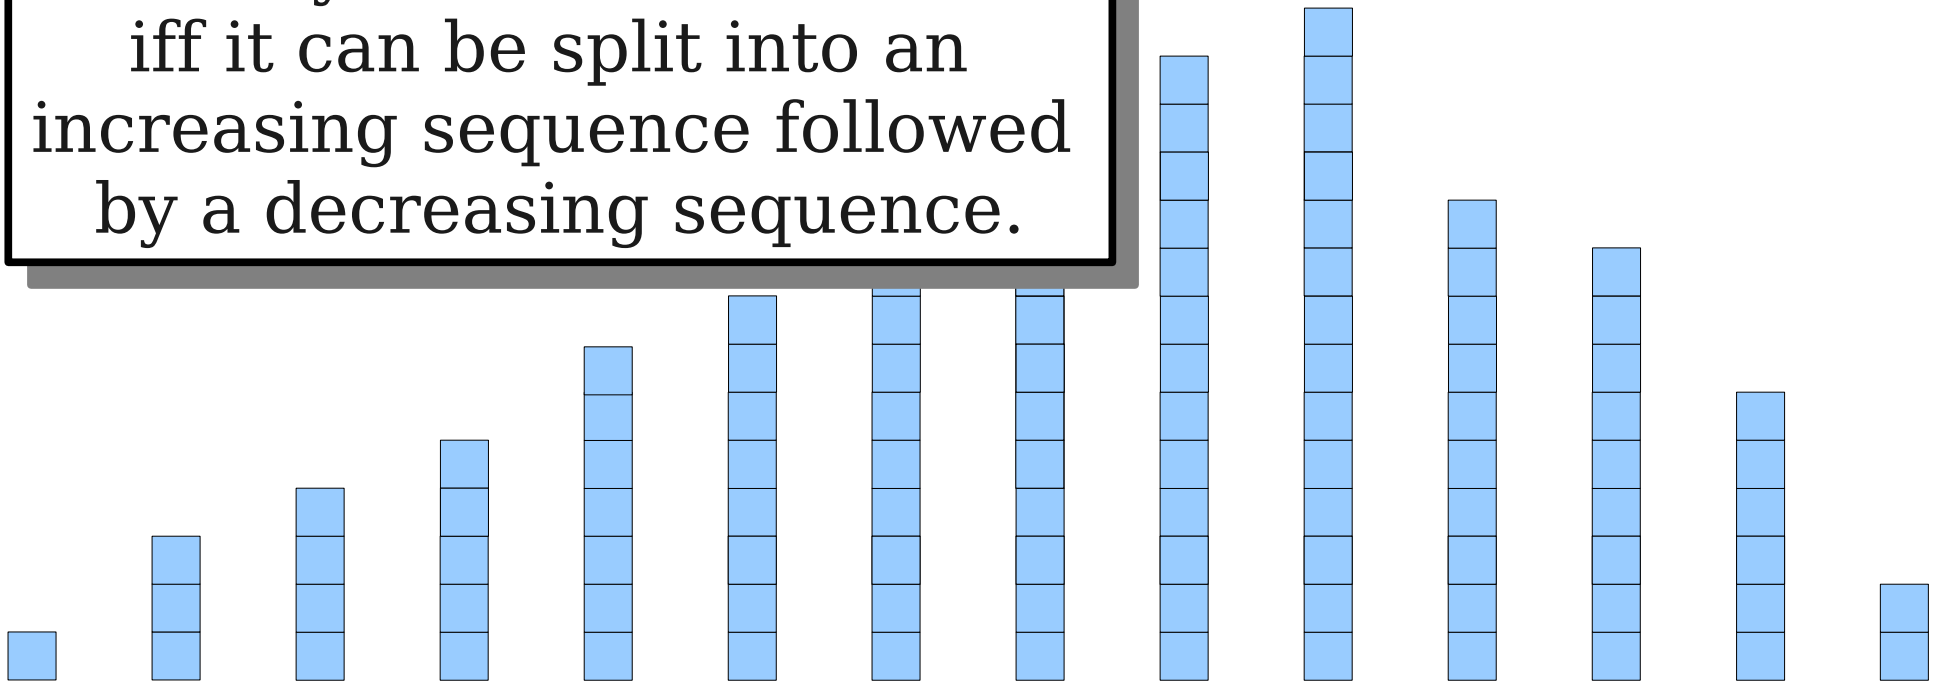 iff it can be split into an
increasing sequence followed
by a decreasing sequence.